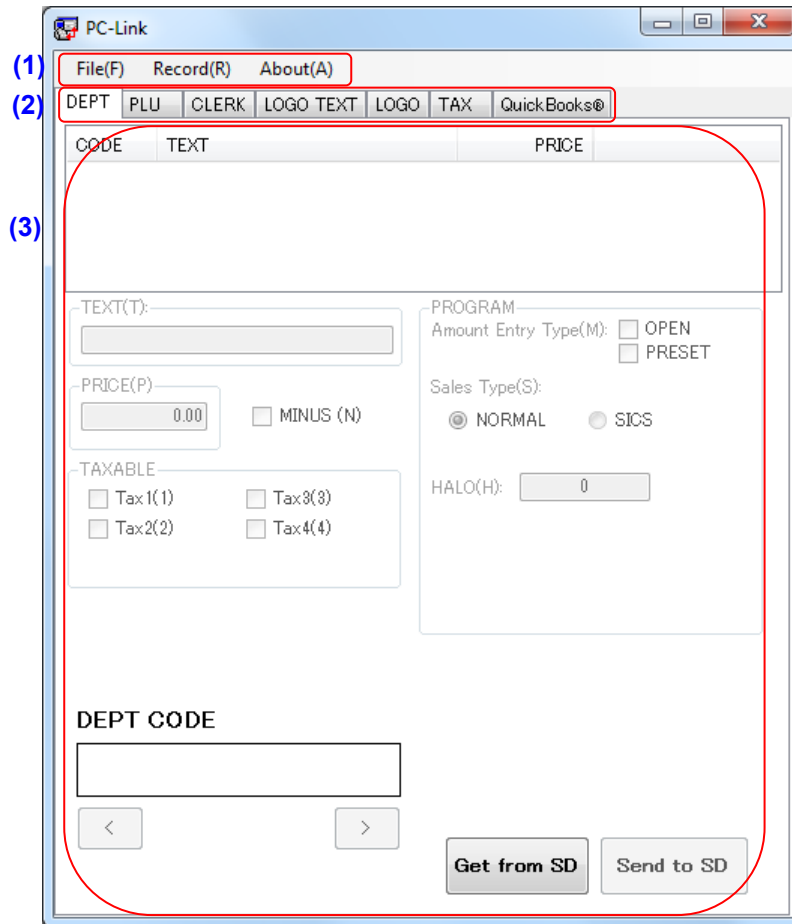 PC-Link
(1) File(F) Record(R) About(A)
(2) DEPT PLU CLERK LOGO TEXT LOGO TAX QuickBooks®
CODE TEXT PRICE
(3)
TEXT(T):
PROGRAM
Amount Entry Type(M): OPEN
PRESET
PRICE(P)
0.00 MINUS (N)
Sales Type(S):
NORMAL SICS
TAXABLE
Tax1(1) Tax3(3)
Tax2(2) Tax4(4)
HALO(H): 0
DEPT CODE
< >
Get from SD Send to SD